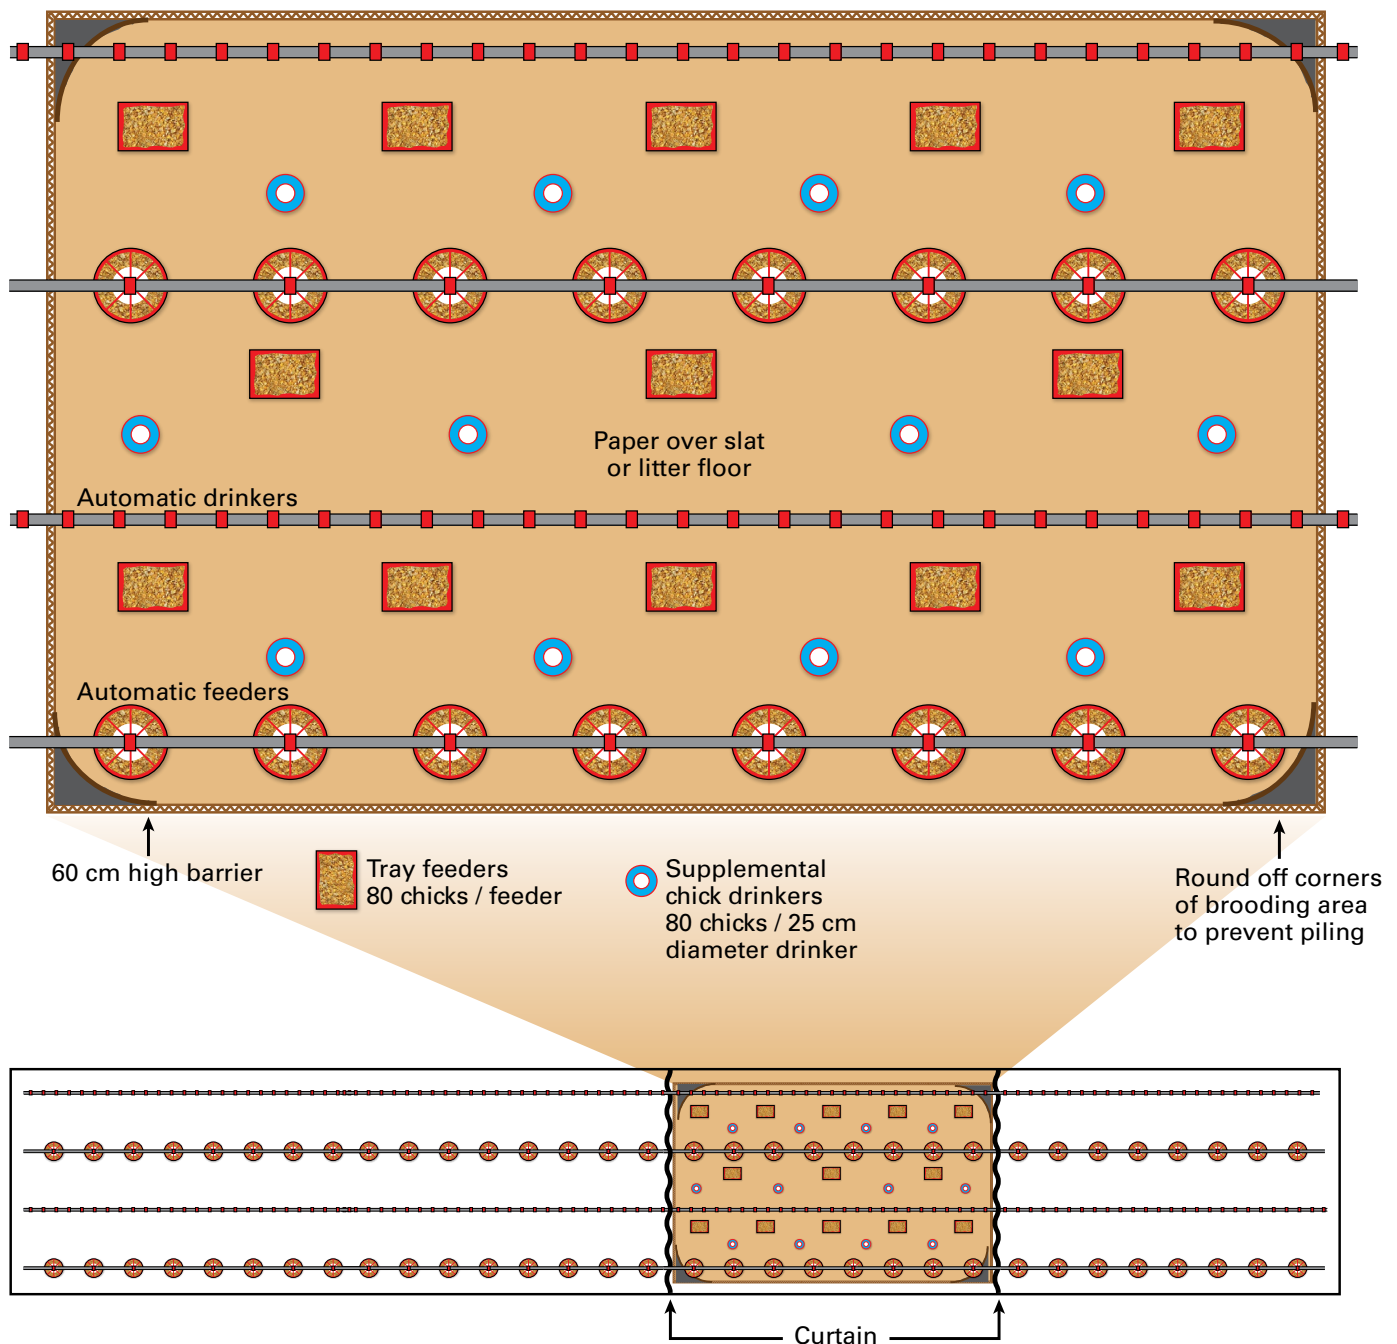 Paper over slat
or litter floor
Automatic drinkers
Automatic feeders
60 cm high barrier
Tray feeders
80 chicks / feeder
Supplemental
chick drinkers
80 chicks / 25 cm
diameter drinker
Round off corners
of brooding area
to prevent piling
Curtain